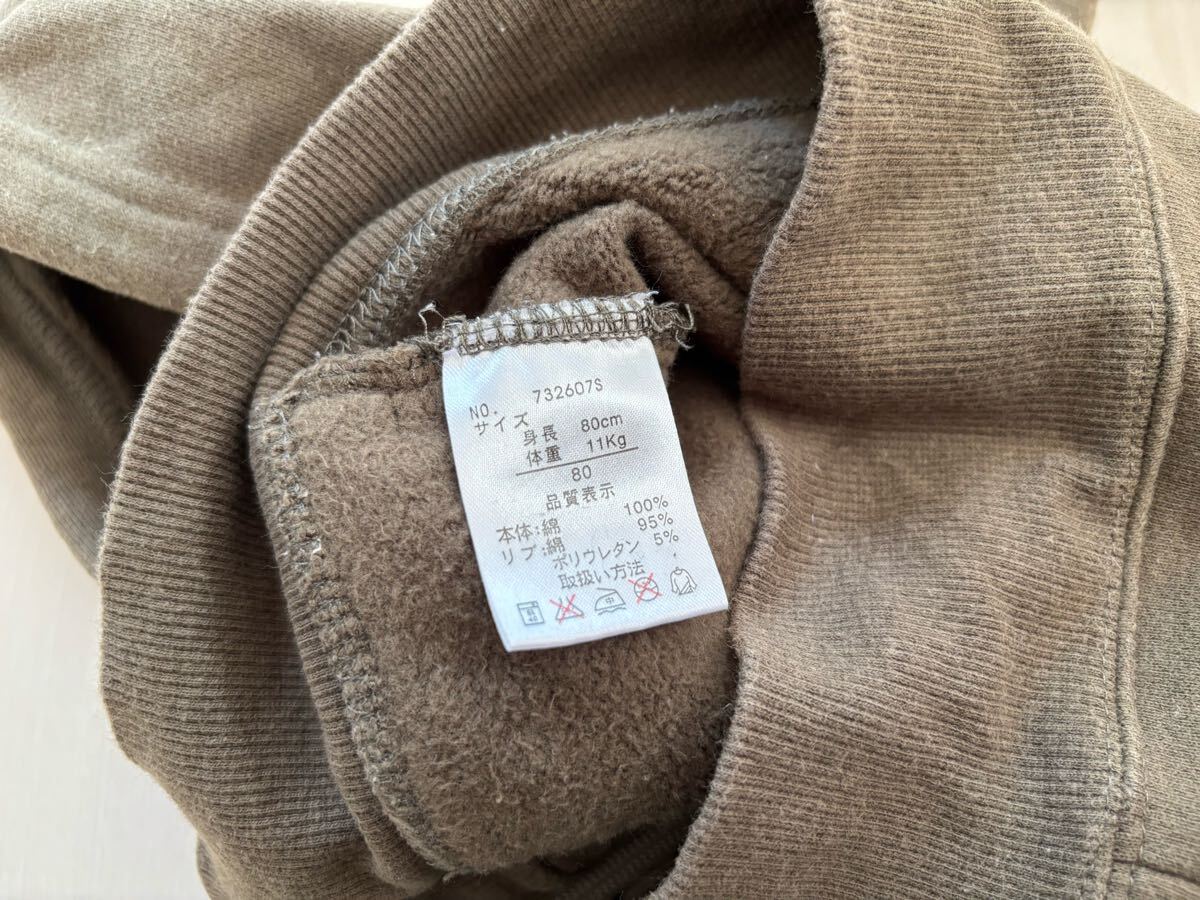 NO. 732607S
サイズ
身長 80cm
体重 11Kg
80
品質表示
本体:綿 100%
リブ:綿 95%
ポリウレタン 5%
取扱い方法
中